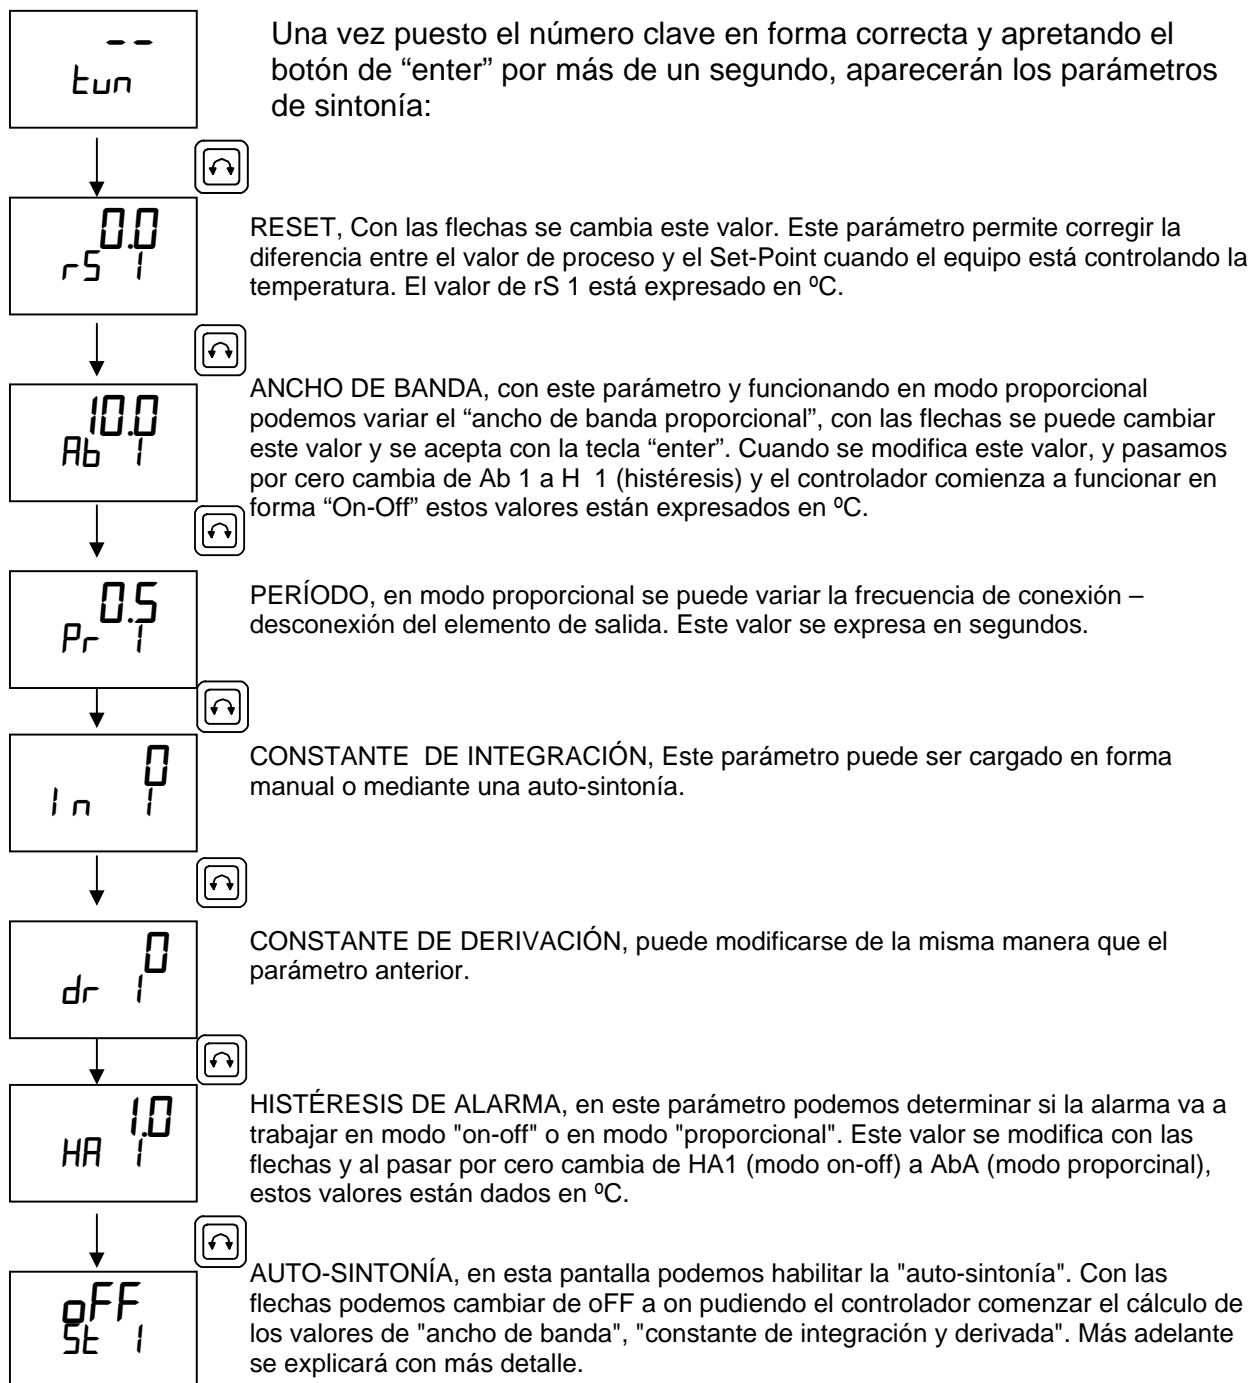 --
tun
Una vez puesto el número clave en forma correcta y apretando el
botón de “enter” por más de un segundo, aparecerán los parámetros
de sintonía:
0.0
rS 1
RESET, Con las flechas se cambia este valor. Este parámetro permite corregir la
diferencia entre el valor de proceso y el Set-Point cuando el equipo está controlando la
temperatura. El valor de rS 1 está expresado en ºC.
10.0
Ab 1
ANCHO DE BANDA, con este parámetro y funcionando en modo proporcional
podemos variar el “ancho de banda proporcional”, con las flechas se puede cambiar
este valor y se acepta con la tecla “enter”. Cuando se modifica este valor, y pasamos
por cero cambia de Ab 1 a H  1 (histéresis) y el controlador comienza a funcionar en
forma “On-Off” estos valores están expresados en ºC.
0.5
Pr 1
PERÍODO, en modo proporcional se puede variar la frecuencia de conexión –
desconexión del elemento de salida. Este valor se expresa en segundos.
0
In 1
CONSTANTE  DE INTEGRACIÓN, Este parámetro puede ser cargado en forma
manual o mediante una auto-sintonía.
0
dr 1
CONSTANTE DE DERIVACIÓN, puede modificarse de la misma manera que el
parámetro anterior.
1.0
HA 1
HISTÉRESIS DE ALARMA, en este parámetro podemos determinar si la alarma va a
trabajar en modo "on-off" o en modo "proporcional". Este valor se modifica con las
flechas y al pasar por cero cambia de HA1 (modo on-off) a AbA (modo proporcinal),
estos valores están dados en ºC.
oFF
St 1
AUTO-SINTONÍA, en esta pantalla podemos habilitar la "auto-sintonía". Con las
flechas podemos cambiar de oFF a on pudiendo el controlador comenzar el cálculo de
los valores de "ancho de banda", "constante de integración y derivada". Más adelante
se explicará con más detalle.